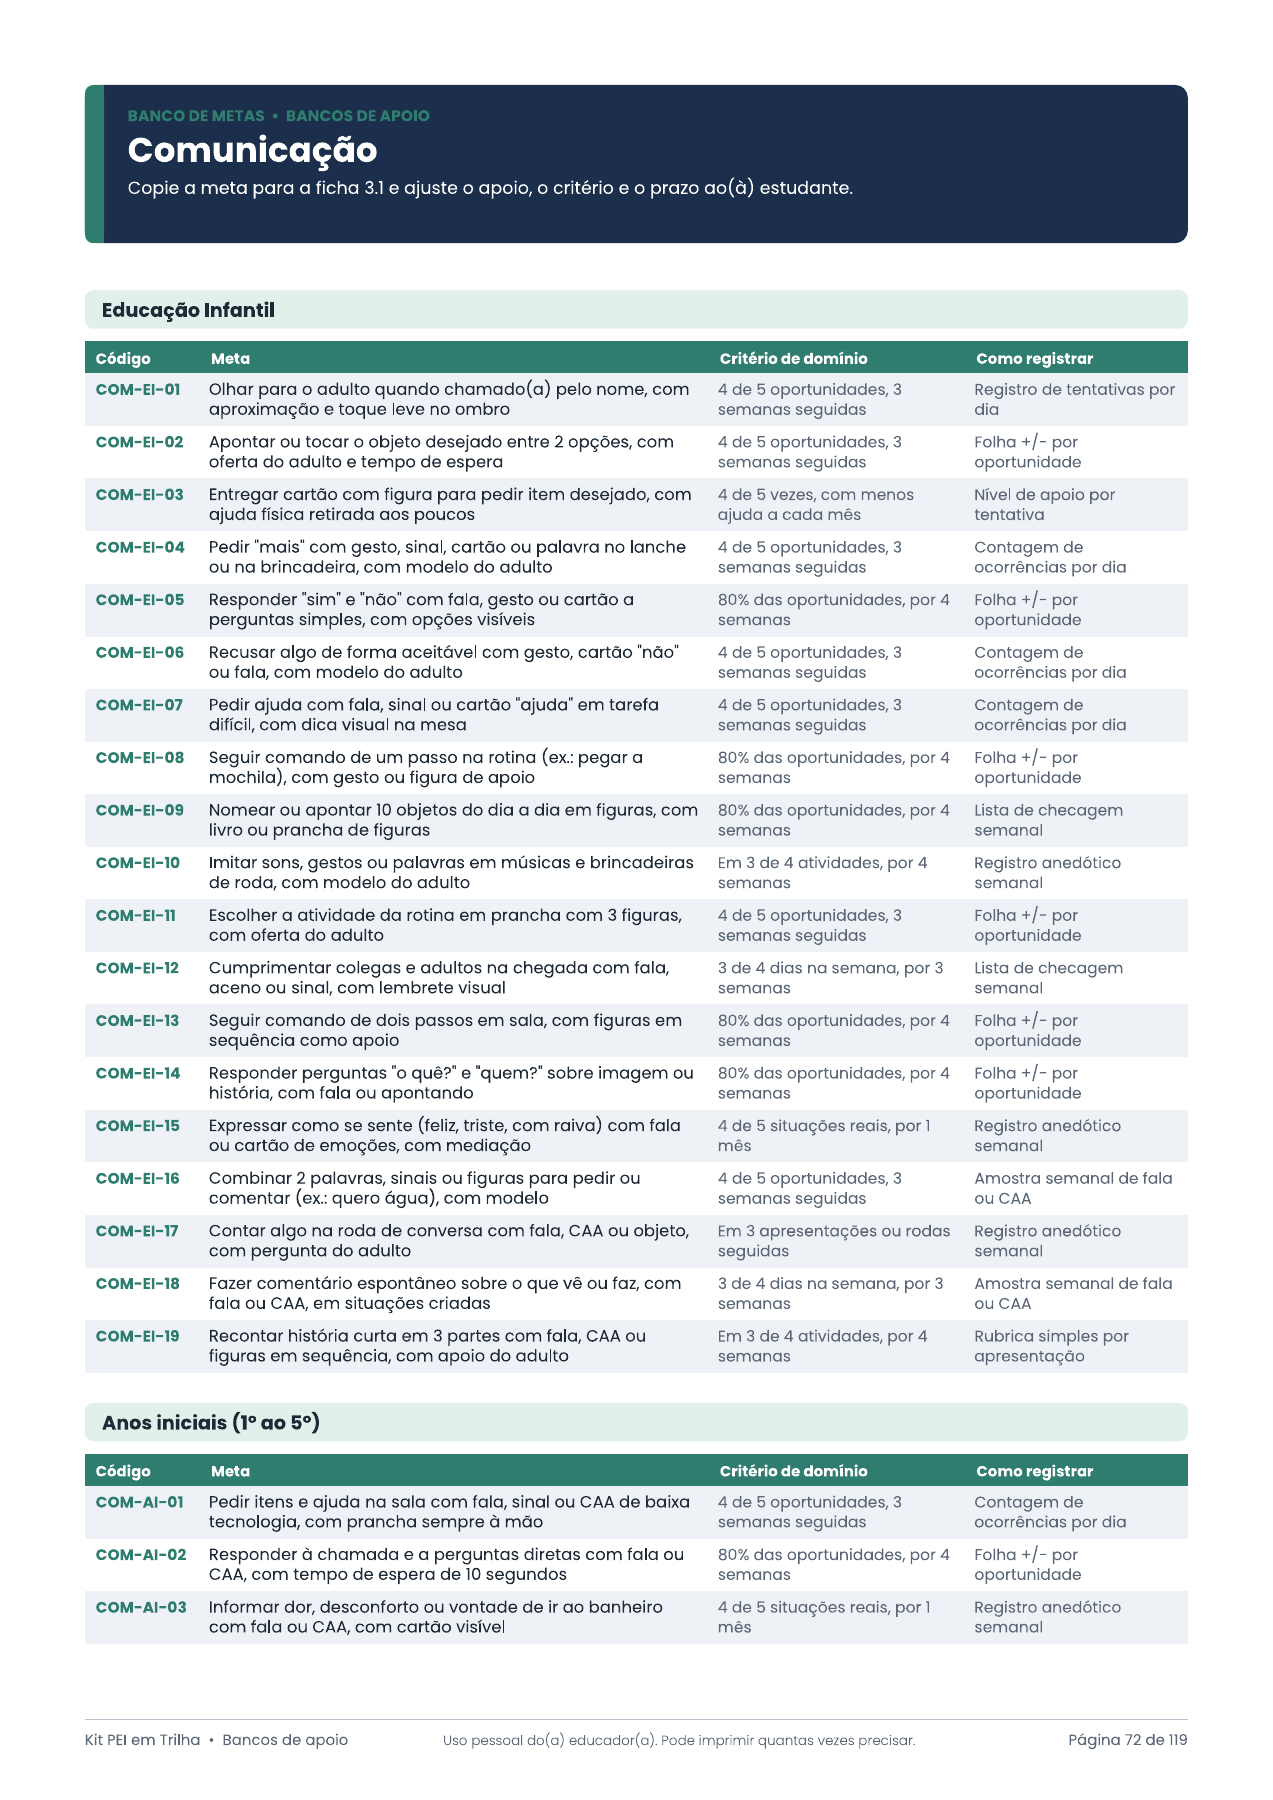 BANCO DE METAS • BANCOS DE APOIO
Comunicação
Copie a meta para a ficha 3.1 e ajuste o apoio, o critério e o prazo ao(à) estudante.
Educação Infantil
Código Meta Critério de domínio Como registrar
COM-EI-01 Olhar para o adulto quando chamado(a) pelo nome, com 4 de 5 oportunidades, 3 Registro de tentativas por
aproximação e toque leve no ombro semanas seguidas dia
COM-EI-02 Apontar ou tocar o objeto desejado entre 2 opções, com 4 de 5 oportunidades, 3 Folha +/- por
oferta do adulto e tempo de espera semanas seguidas oportunidade
COM-EI-03 Entregar cartão com figura para pedir item desejado, com 4 de 5 vezes, com menos Nível de apoio por
ajuda física retirada aos poucos ajuda a cada mês tentativa
COM-EI-04 Pedir "mais" com gesto, sinal, cartão ou palavra no lanche 4 de 5 oportunidades, 3 Contagem de
ou na brincadeira, com modelo do adulto semanas seguidas ocorrências por dia
COM-EI-05 Responder "sim" e "não" com fala, gesto ou cartão a 80% das oportunidades, por 4 Folha +/- por
perguntas simples, com opções visíveis semanas oportunidade
COM-EI-06 Recusar algo de forma aceitável com gesto, cartão "não" 4 de 5 oportunidades, 3 Contagem de
ou fala, com modelo do adulto semanas seguidas ocorrências por dia
COM-EI-07 Pedir ajuda com fala, sinal ou cartão "ajuda" em tarefa 4 de 5 oportunidades, 3 Contagem de
difícil, com dica visual na mesa semanas seguidas ocorrências por dia
COM-EI-08 Seguir comando de um passo na rotina (ex.: pegar a 80% das oportunidades, por 4 Folha +/- por
mochila), com gesto ou figura de apoio semanas oportunidade
COM-EI-09 Nomear ou apontar 10 objetos do dia a dia em figuras, com 80% das oportunidades, por 4 Lista de checagem
livro ou prancha de figuras semanas semanal
COM-EI-10 Imitar sons, gestos ou palavras em músicas e brincadeiras Em 3 de 4 atividades, por 4 Registro anedótico
de roda, com modelo do adulto semanas semanal
COM-EI-11 Escolher a atividade da rotina em prancha com 3 figuras, 4 de 5 oportunidades, 3 Folha +/- por
com oferta do adulto semanas seguidas oportunidade
COM-EI-12 Cumprimentar colegas e adultos na chegada com fala, 3 de 4 dias na semana, por 3 Lista de checagem
aceno ou sinal, com lembrete visual semanas semanal
COM-EI-13 Seguir comando de dois passos em sala, com figuras em 80% das oportunidades, por 4 Folha +/- por
sequência como apoio semanas oportunidade
COM-EI-14 Responder perguntas "o quê?" e "quem?" sobre imagem ou 80% das oportunidades, por 4 Folha +/- por
história, com fala ou apontando semanas oportunidade
COM-EI-15 Expressar como se sente (feliz, triste, com raiva) com fala 4 de 5 situações reais, por 1 Registro anedótico
ou cartão de emoções, com mediação mês semanal
COM-EI-16 Combinar 2 palavras, sinais ou figuras para pedir ou 4 de 5 oportunidades, 3 Amostra semanal de fala
comentar (ex.: quero água), com modelo semanas seguidas ou CAA
COM-EI-17 Contar algo na roda de conversa com fala, CAA ou objeto, Em 3 apresentações ou rodas Registro anedótico
com pergunta do adulto seguidas semanal
COM-EI-18 Fazer comentário espontâneo sobre o que vê ou faz, com 3 de 4 dias na semana, por 3 Amostra semanal de fala
fala ou CAA, em situações criadas semanas ou CAA
COM-EI-19 Recontar história curta em 3 partes com fala, CAA ou Em 3 de 4 atividades, por 4 Rubrica simples por
figuras em sequência, com apoio do adulto semanas apresentação
Anos iniciais (1º ao 5º)
Código Meta Critério de domínio Como registrar
COM-AI-01 Pedir itens e ajuda na sala com fala, sinal ou CAA de baixa 4 de 5 oportunidades, 3 Contagem de
tecnologia, com prancha sempre à mão semanas seguidas ocorrências por dia
COM-AI-02 Responder à chamada e a perguntas diretas com fala ou 80% das oportunidades, por 4 Folha +/- por
CAA, com tempo de espera de 10 segundos semanas oportunidade
COM-AI-03 Informar dor, desconforto ou vontade de ir ao banheiro 4 de 5 situações reais, por 1 Registro anedótico
com fala ou CAA, com cartão visível mês semanal
Kit PEI em Trilha • Bancos de apoio Uso pessoal do(a) educador(a). Pode imprimir quantas vezes precisar. Página 72 de 119